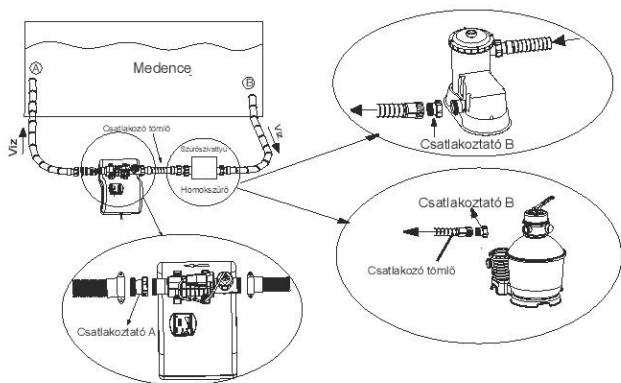 A
Medence
B
Víz
Csatlakozó tömlő
Szűrőszivattyú
Homokszűrő
Víz
Csatlakoztató B
Csatlakoztató B
Csatlakozó tömlő
Csatlakoztató A